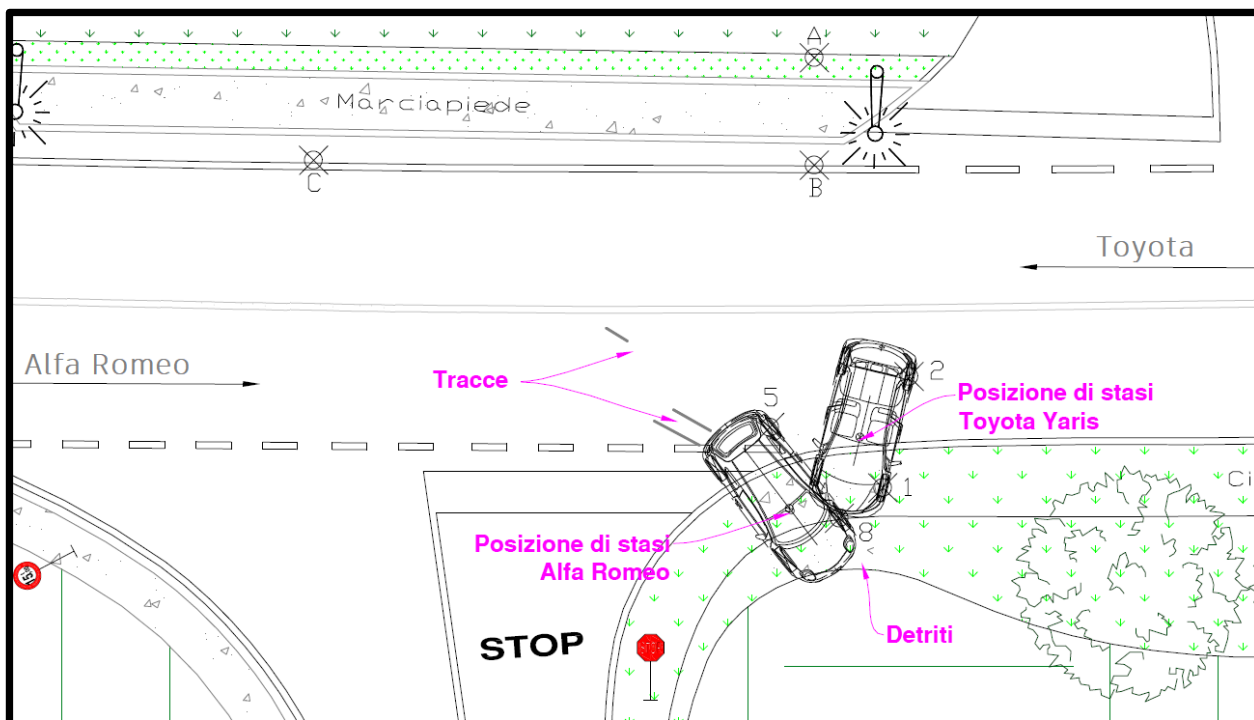 A
Marciapiede
C
B
Toyota
Alfa Romeo
Tracce
5
2
Posizione di stasi
Toyota Yaris
1
Ci
8
Posizione di stasi
Alfa Romeo
Detriti
STOP
STOP